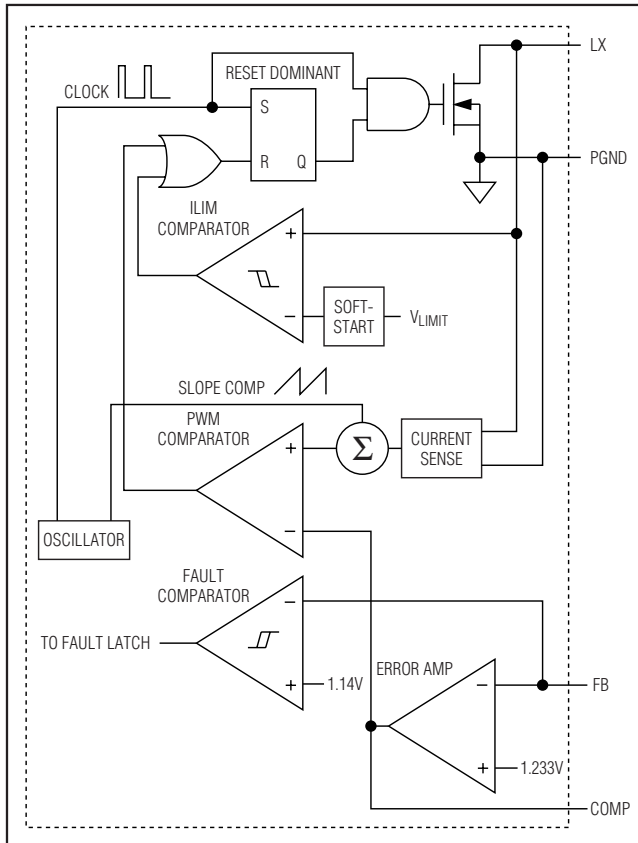 LX
CLOCK
RESET DOMINANT
S
R
Q
PGND
ILIM
COMPARATOR
+
−
SOFT-
START
VLIMIT
SLOPE COMP
PWM
COMPARATOR
+
−
Σ
CURRENT
SENSE
OSCILLATOR
FAULT
COMPARATOR
−
+
TO FAULT LATCH
1.14V
ERROR AMP
−
+
FB
1.233V
COMP